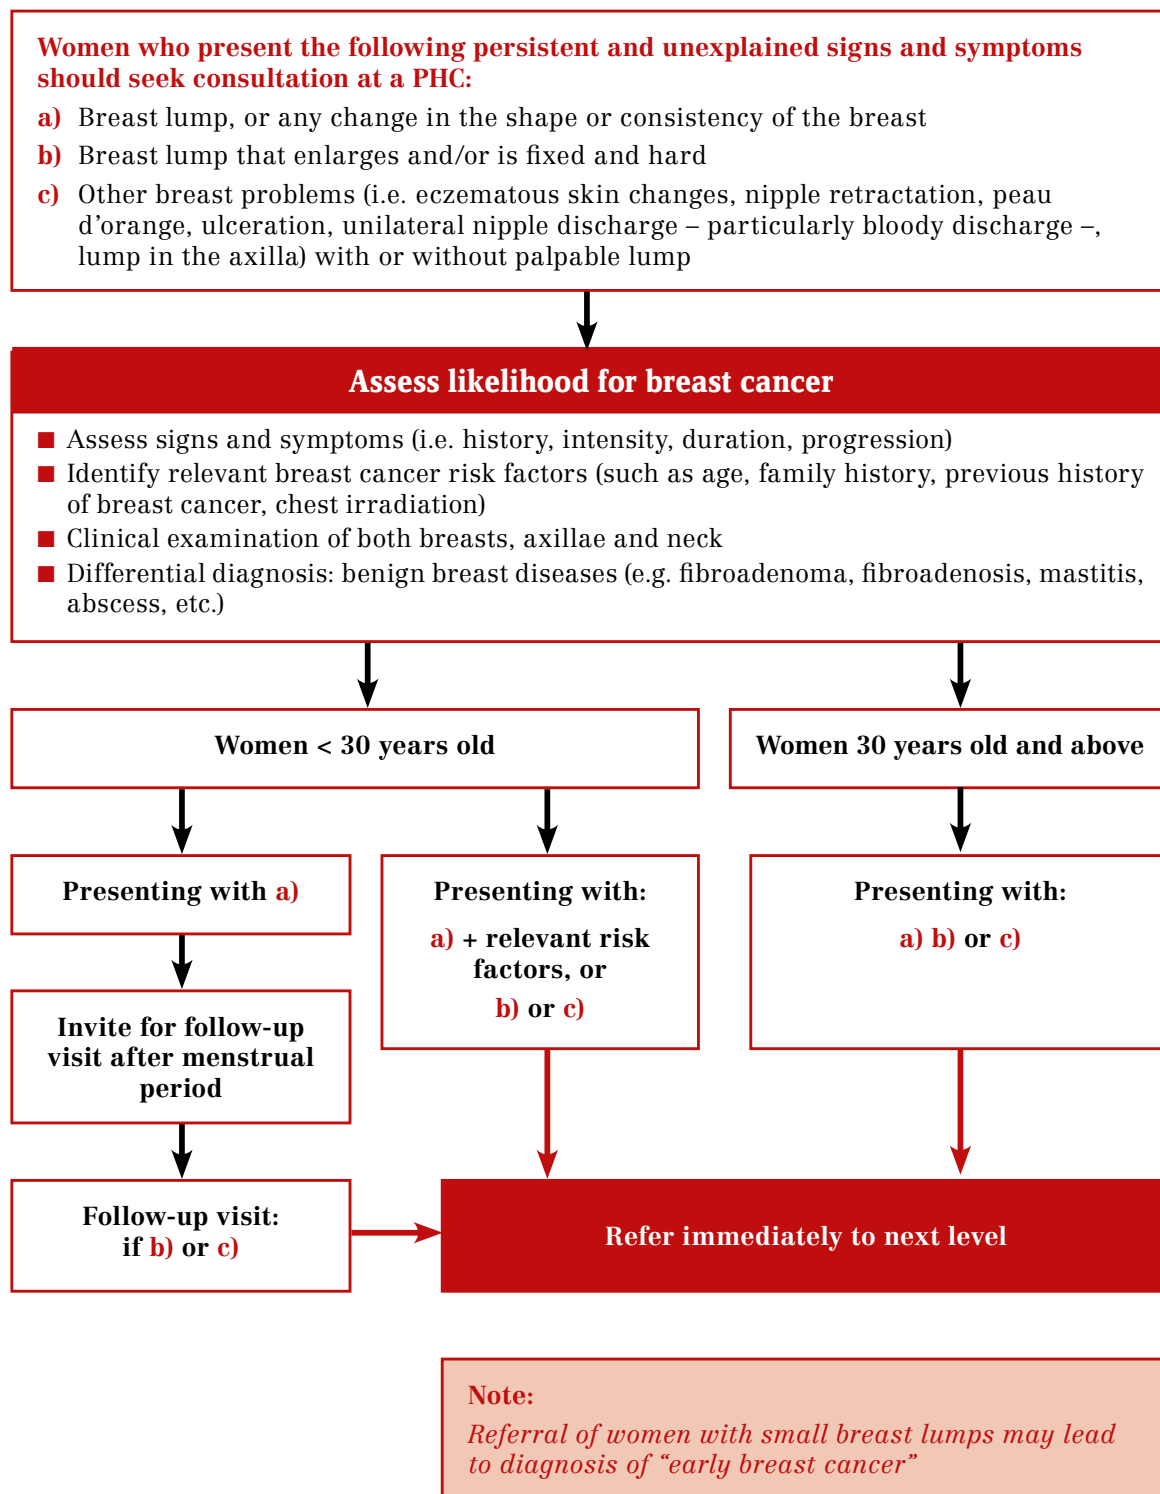 Women who present the following persistent and unexplained signs and symptoms
should seek consultation at a PHC:
a) Breast lump, or any change in the shape or consistency of the breast
b) Breast lump that enlarges and/or is fixed and hard
c) Other breast problems (i.e. eczematous skin changes, nipple retractation, peau
d’orange, ulceration, unilateral nipple discharge – particularly bloody discharge –,
lump in the axilla) with or without palpable lump
Assess likelihood for breast cancer
■ Assess signs and symptoms (i.e. history, intensity, duration, progression)
■ Identify relevant breast cancer risk factors (such as age, family history, previous history
of breast cancer, chest irradiation)
■ Clinical examination of both breasts, axillae and neck
■ Differential diagnosis: benign breast diseases (e.g. fibroadenoma, fibroadenosis, mastitis,
abscess, etc.)
Women < 30 years old
Women 30 years old and above
Presenting with a)
Presenting with:
a) + relevant risk
factors, or
b) or c)
Presenting with:
a) b) or c)
Invite for follow-up
visit after menstrual
period
Follow-up visit:
if b) or c)
Refer immediately to next level
Note:
Referral of women with small breast lumps may lead
to diagnosis of “early breast cancer”